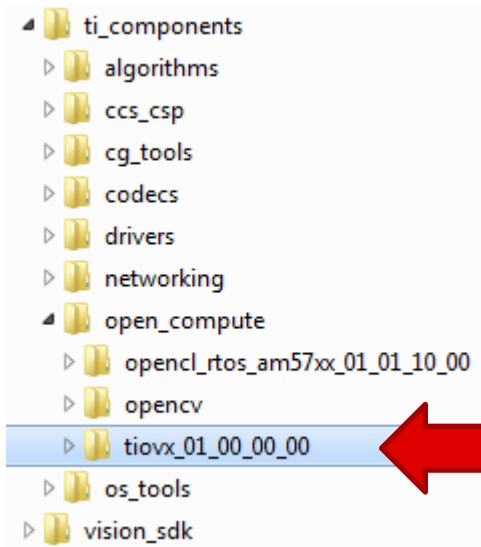 ti_components
algorithms
ccs_csp
cg_tools
codecs
drivers
networking
open_compute
opencl_rtos_am57xx_01_01_10_00
opencv
tiovx_01_00_00_00
os_tools
vision_sdk